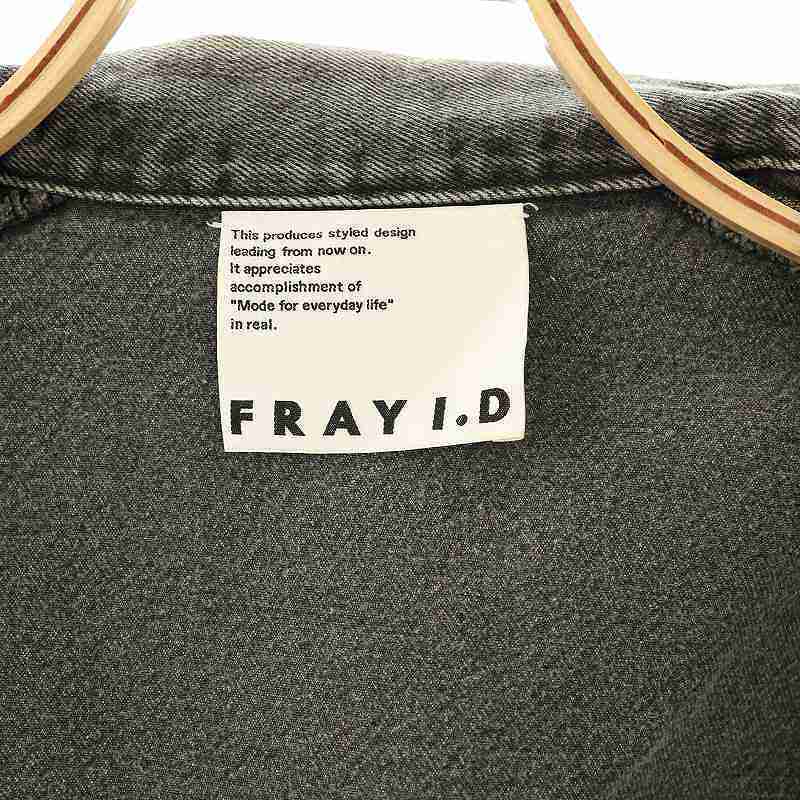 This produces styled design
leading from now on.
It appreciates
accomplishment of
"Mode for everyday life"
in real.
FRAY I.D